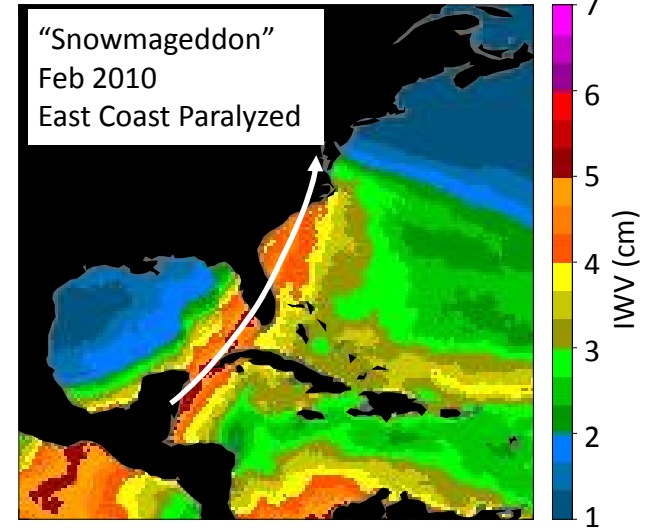 “Snowmageddon”
Feb 2010
East Coast Paralyzed
7
6
5
4
3
2
1
IWV (cm)